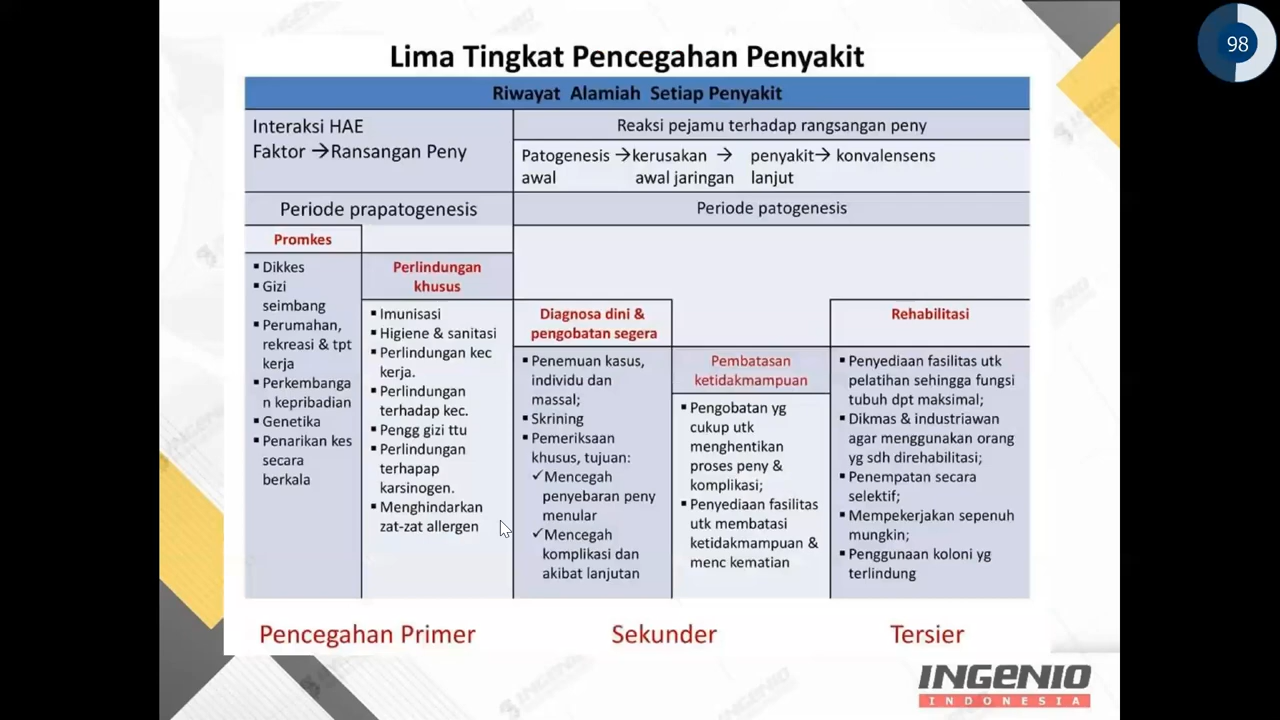 98
Lima Tingkat Pencegahan Penyakit
Riwayat Alamiah Setiap Penyakit
Interaksi HAE
Faktor →Ransangan Peny
Reaksi pejamu terhadap rangsangan peny
Patogenesis →kerusakan → penyakit→ konvalensens
awal awal jaringan lanjut
Periode prapatogenesis
Periode patogenesis
Promkes
▪ Dikkes
▪ Gizi
seimbang
▪ Perumahan,
rekreasi & tpt
kerja
▪ Perkembanga
n kepribadian
▪ Genetika
▪ Penarikan kes
secara
berkala
Perlindungan
khusus
▪ Imunisasi
▪ Higiene & sanitasi
▪ Perlindungan kec
kerja.
▪ Perlindungan
terhadap kec.
▪ Pengg gizi ttu
▪ Perlindungan
terhapap
karsinogen.
▪ Menghindarkan
zat-zat allergen
Diagnosa dini &
pengobatan segera
▪ Penemuan kasus,
individu dan
massal;
▪ Skrining
▪ Pemeriksaan
khusus, tujuan:
✓Mencegah
penyebaran peny
menular
✓Mencegah
komplikasi dan
akibat lanjutan
Pembatasan
ketidakmampuan
▪ Pengobatan yg
cukup utk
menghentikan
proses peny &
komplikasi;
▪ Penyediaan fasilitas
utk membatasi
ketidakmampuan &
menc kematian
Rehabilitasi
▪ Penyediaan fasilitas utk
pelatihan sehingga fungsi
tubuh dpt maksimal;
▪ Dikmas & industriawan
agar menggunakan orang
yg sdh direhabilitasi;
▪ Penempatan secara
selektif;
▪ Mempekerjakan sepenuh
mungkin;
▪ Penggunaan koloni yg
terlindung
Pencegahan Primer
Sekunder
Tersier
INGENIO
INDONESIA